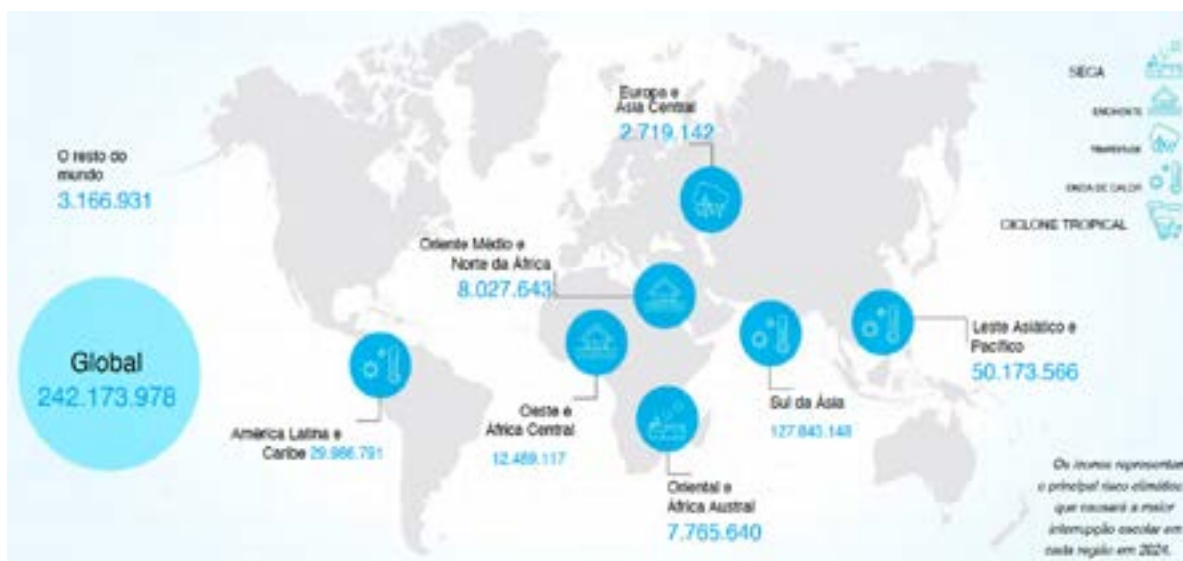 SECA
ENCHENTE
TEMPESTADE
ONDA DE CALOR
CICLONE TROPICAL
Europa e
Ásia Central
2.719.142
O resto do
mundo
3.166.931
Oriente Médio e
Norte da África
8.027.643
Global
242.173.978
Leste Asiático e
Pacífico
50.173.566
América Latina e
Caribe 29.988.791
Oeste e
África Central
12.489.117
Sul da Ásia
127.843.148
Oriental e
África Austral
7.765.640
Os ícones representam
o principal risco climático
que causará a maior
interrupção escolar em
cada região em 2024.